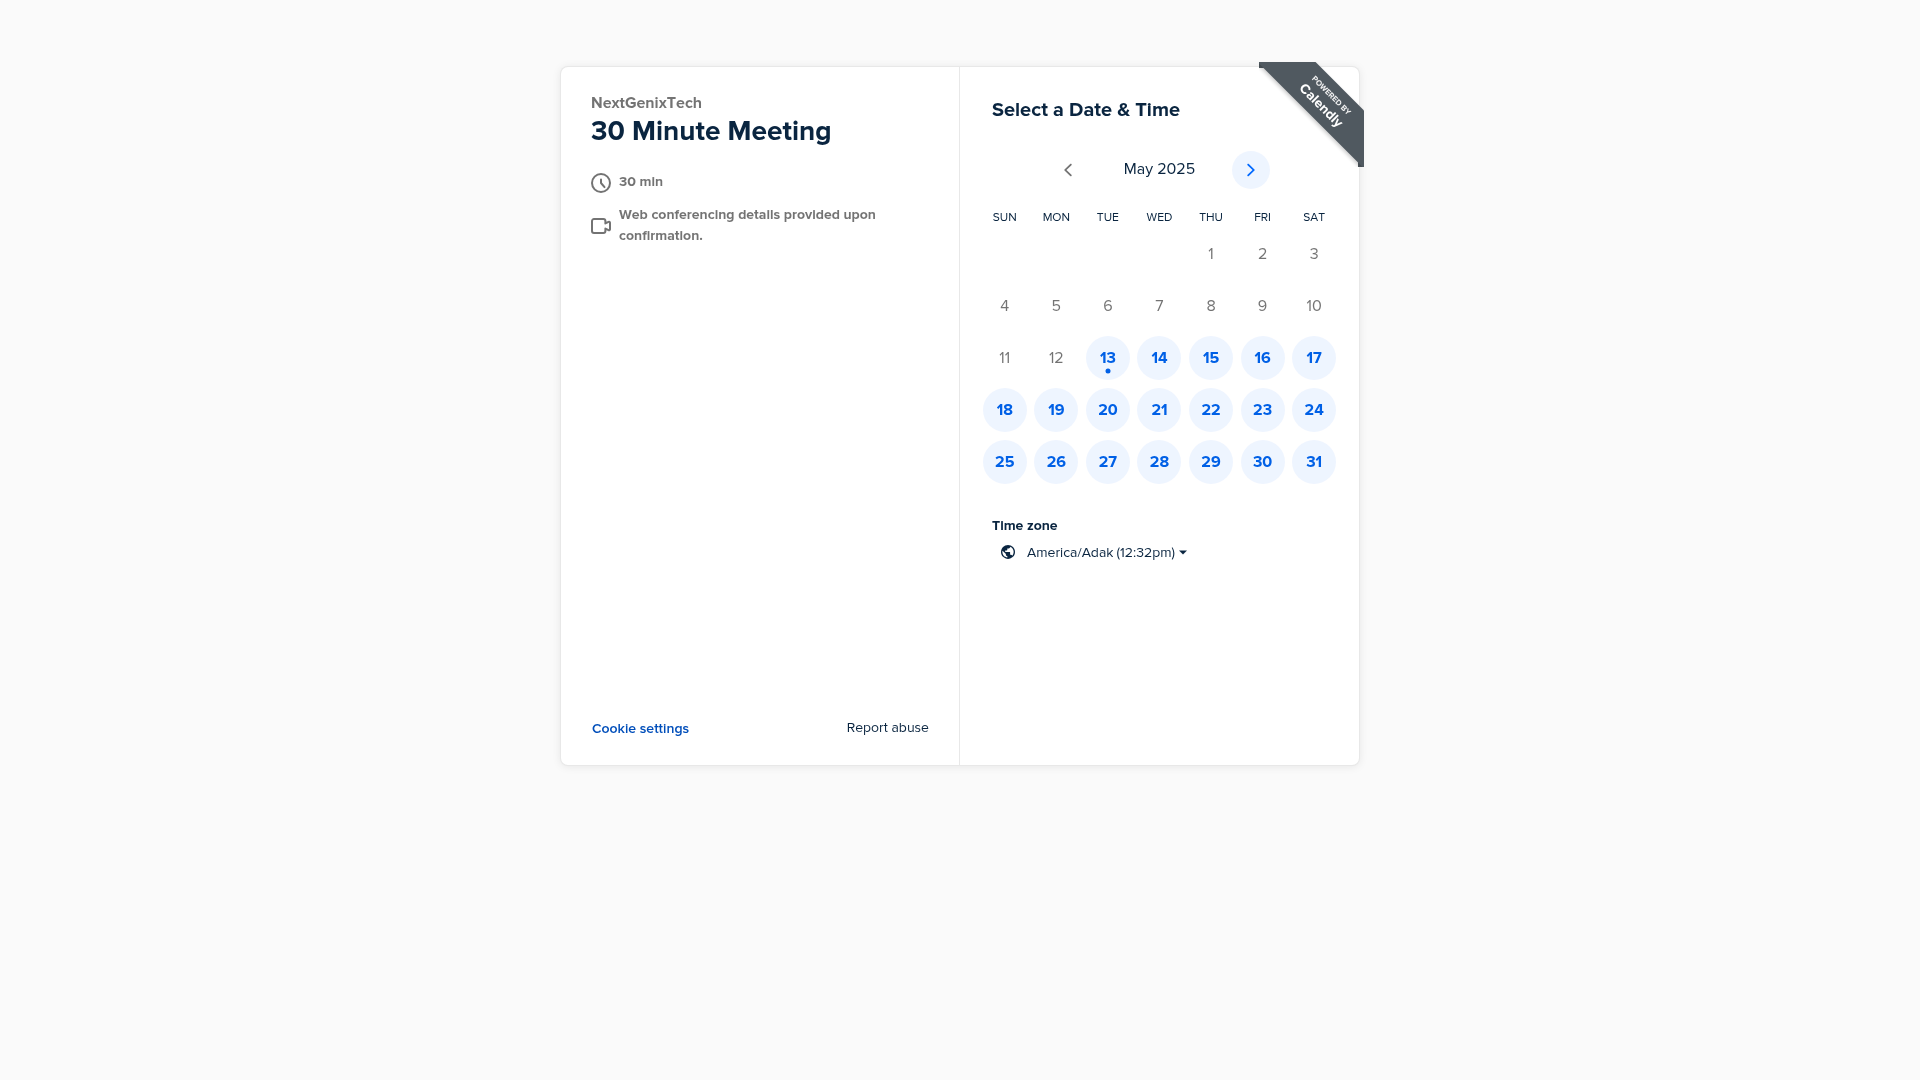 NextGenixTech
30 Minute Meeting
30 min
Web conferencing details provided upon
confirmation.
Cookie settings
Report abuse
Select a Date & Time
POWERED BY
Calendly
May 2025
SUN MON TUE WED THU FRI SAT
1 2 3
4 5 6 7 8 9 10
11 12 13 14 15 16 17
18 19 20 21 22 23 24
25 26 27 28 29 30 31
Time zone
America/Adak (12:32pm)